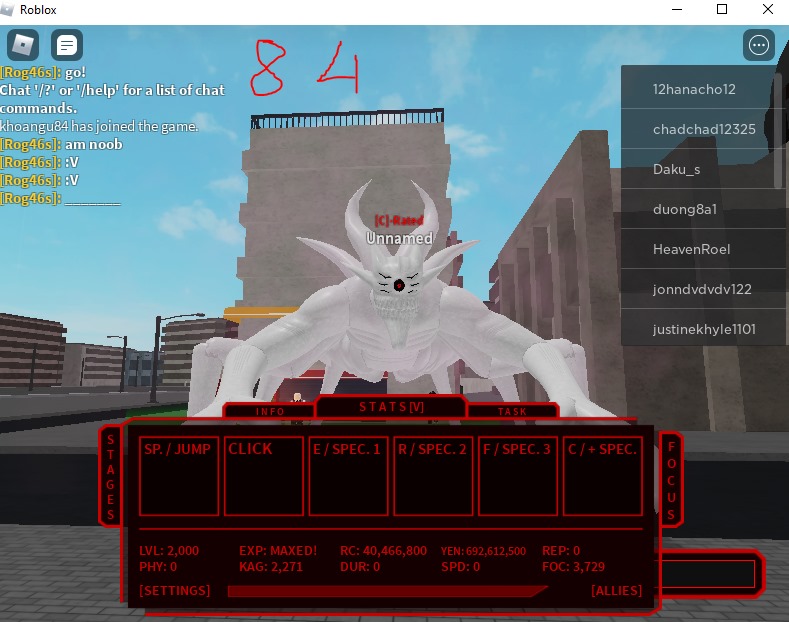 Roblox
84
[Rog46s]: go!
Chat '/?' or '/help' for a list of chat
commands.
khoangu84 has joined the game.
[Rog46s]: am noob
[Rog46s]: :V
[Rog46s]: :V
[Rog46s]: _______
12hanacho12
chadchad12325
Daku_s
duong8a1
HeavenRoel
jonndvdvdv122
justinekhyle1101
[C]-Rated
Unnamed
INFO
STATS[V]
TASK
STAGES
SP. / JUMP
CLICK
E / SPEC. 1
R / SPEC. 2
F / SPEC. 3
C / + SPEC.
FOCUS
LVL: 2,000 EXP: MAXED! RC: 40,466,800 YEN: 692,612,500 REP: 0
PHY: 0 KAG: 2,271 DUR: 0 SPD: 0 FOC: 3,729
[SETTINGS]
[ALLIES]